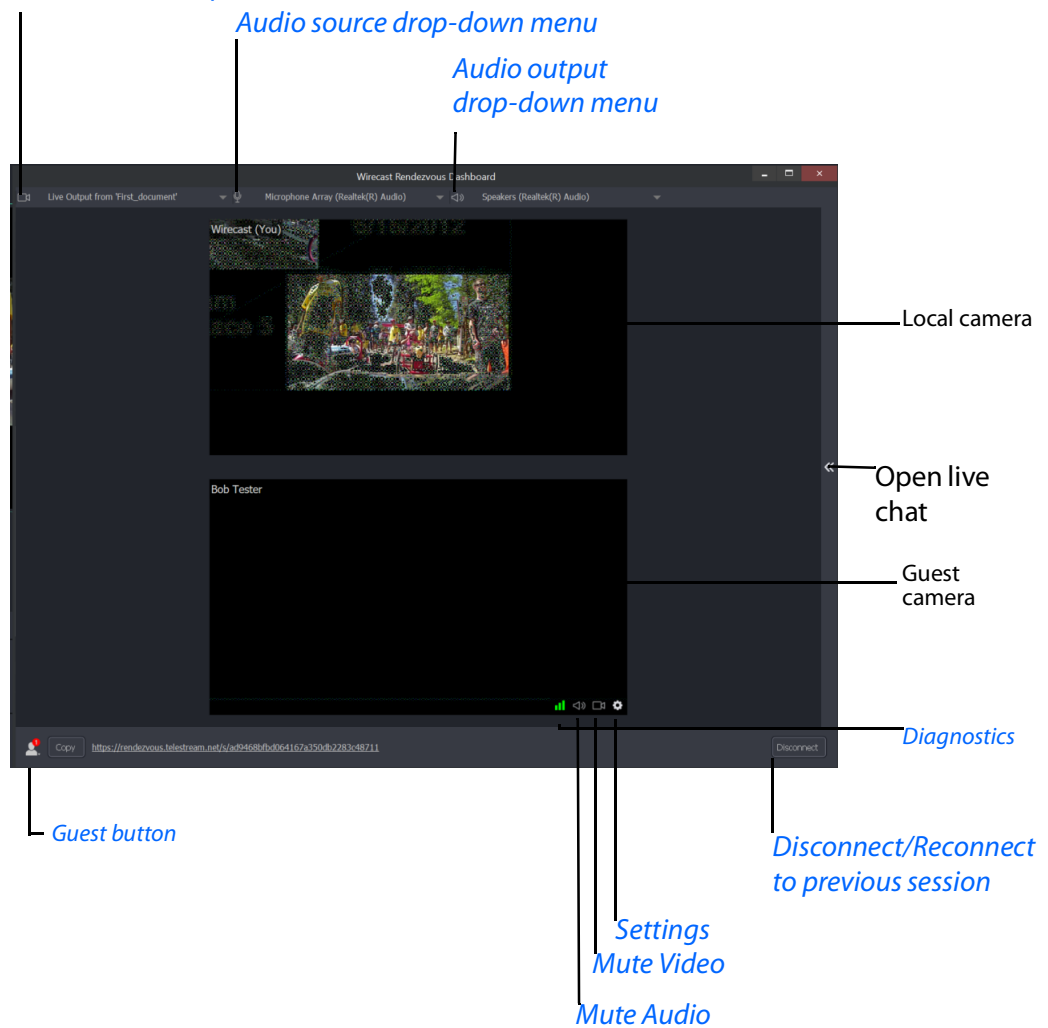 Audio source drop-down menu
Audio output
drop-down menu
Wirecast Rendezvous Dashboard
Live Output from 'First_document'
Microphone Array (Realtek(R) Audio)
Speakers (Realtek(R) Audio)
Wirecast (You)
Local camera
Open live
chat
Bob Tester
Guest
camera
Diagnostics
Copy
https://rendezvous.telestream.net/s/ad9468bfbd064167a350db2283c48711
Disconnect
Guest button
Disconnect/Reconnect
to previous session
Settings
Mute Video
Mute Audio